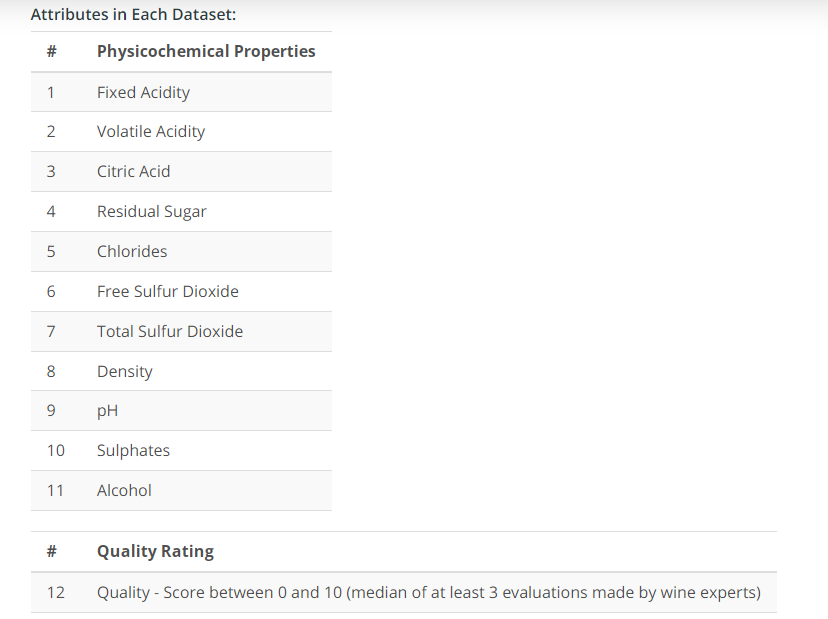 Attributes in Each Dataset:
# Physicochemical Properties
1 Fixed Acidity
2 Volatile Acidity
3 Citric Acid
4 Residual Sugar
5 Chlorides
6 Free Sulfur Dioxide
7 Total Sulfur Dioxide
8 Density
9 pH
10 Sulphates
11 Alcohol
# Quality Rating
12 Quality - Score between 0 and 10 (median of at least 3 evaluations made by wine experts)